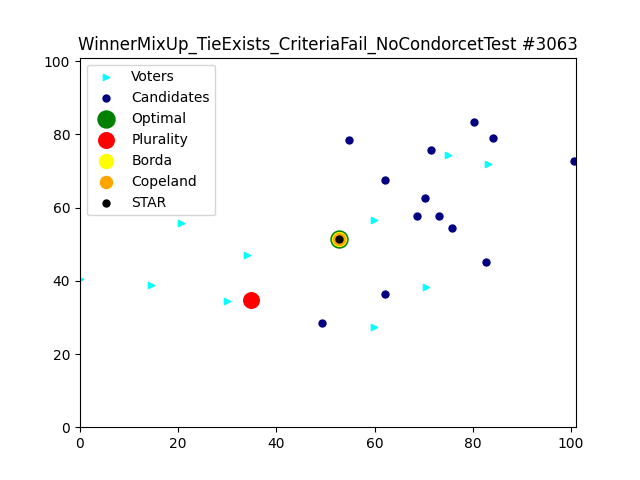 WinnerMixUp_TieExists_CriteriaFail_NoCondorcetTest #3063
Voters
Candidates
Optimal
Plurality
Borda
Copeland
STAR
100
80
60
40
20
0
0 20 40 60 80 100